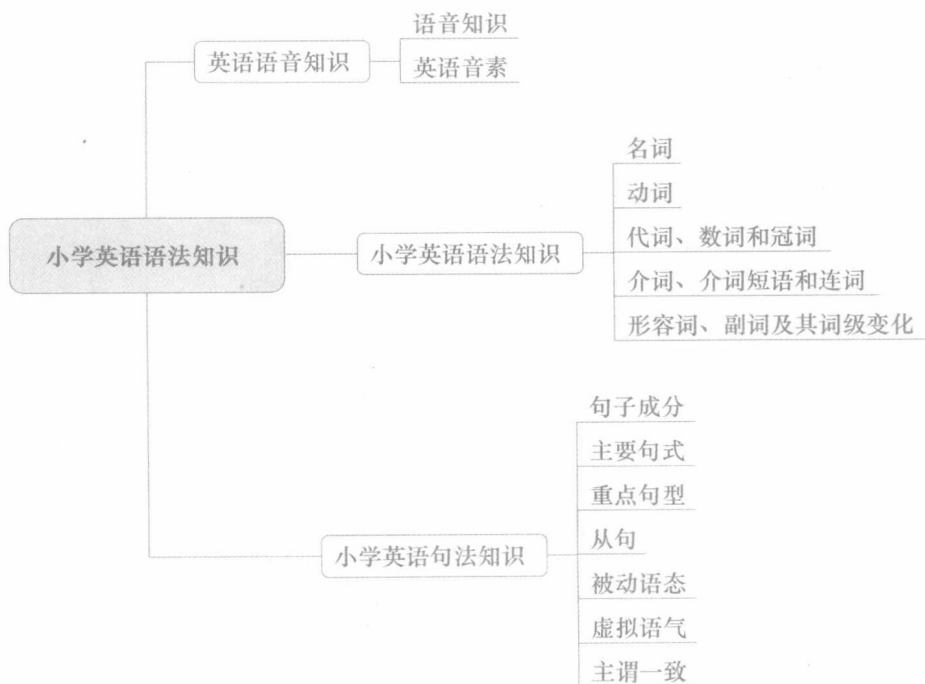 小学英语语法知识
英语语音知识
语音知识
英语音素
小学英语语法知识
名词
动词
代词、数词和冠词
介词、介词短语和连词
形容词、副词及其词级变化
小学英语句法知识
句子成分
主要句式
重点句型
从句
被动语态
虚拟语气
主谓一致